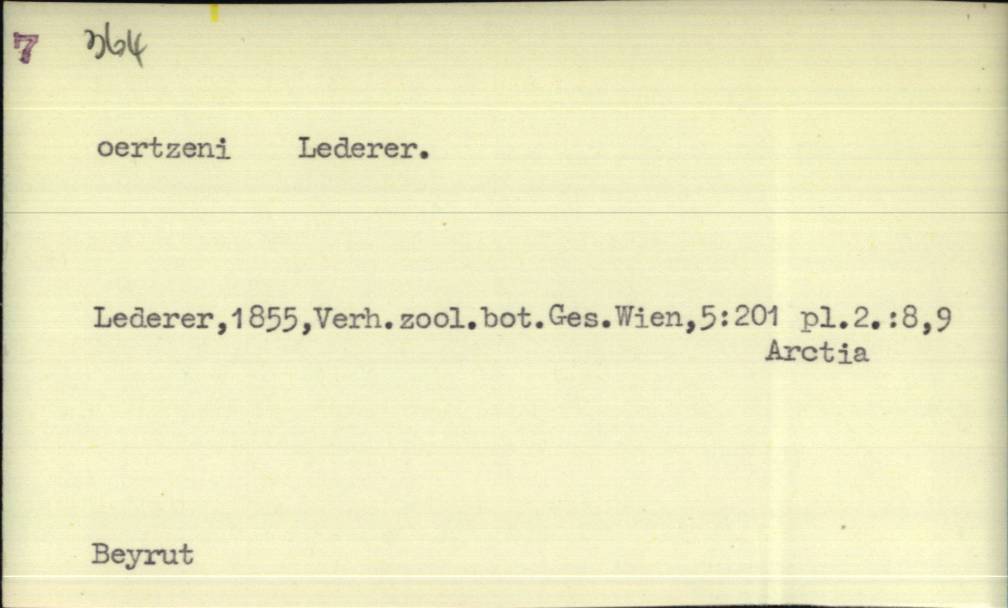 7 364
oertzeni Lederer.
Lederer,1855,Verh.zool.bot.Ges.Wien,5:201 pl.2.:8,9
Arctia
Beyrut